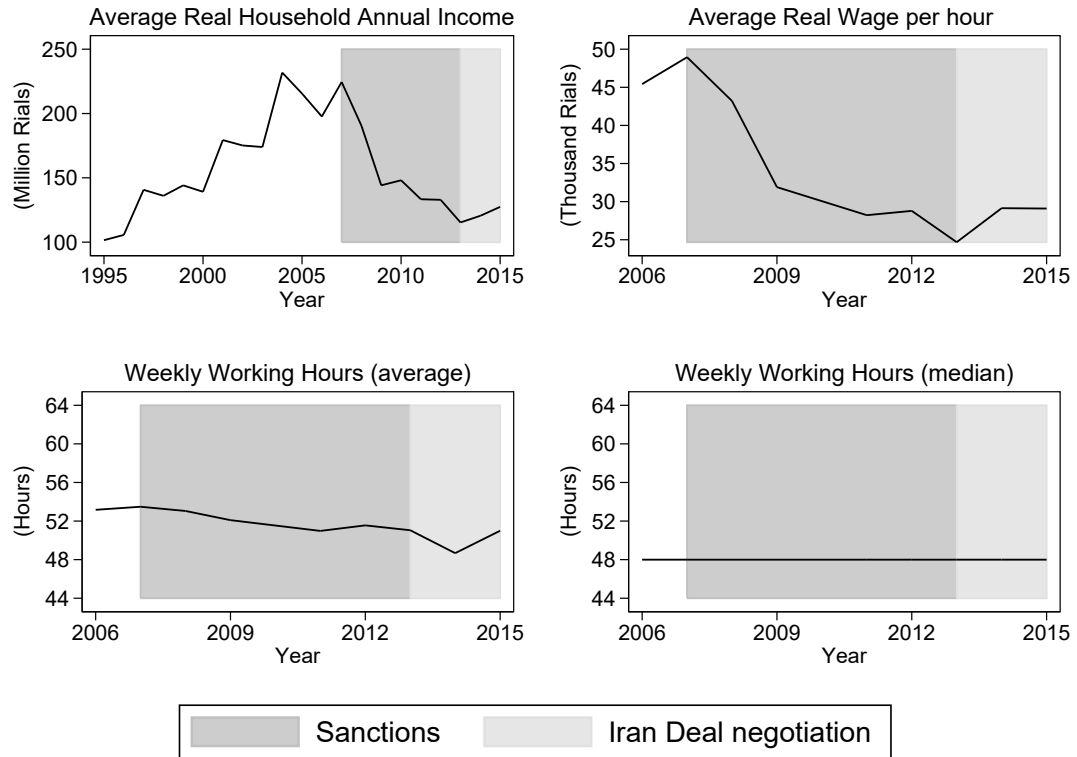 Average Real Household Annual Income
(Million Rials)
250
200
150
100
1995 2000 2005 2010 2015
Year
Average Real Wage per hour
(Thousand Rials)
50
45
40
35
30
25
2006 2009 2012 2015
Year
Weekly Working Hours (average)
(Hours)
64
60
56
52
48
44
2006 2009 2012 2015
Year
Weekly Working Hours (median)
(Hours)
64
60
56
52
48
44
2006 2009 2012 2015
Year
Sanctions Iran Deal negotiation